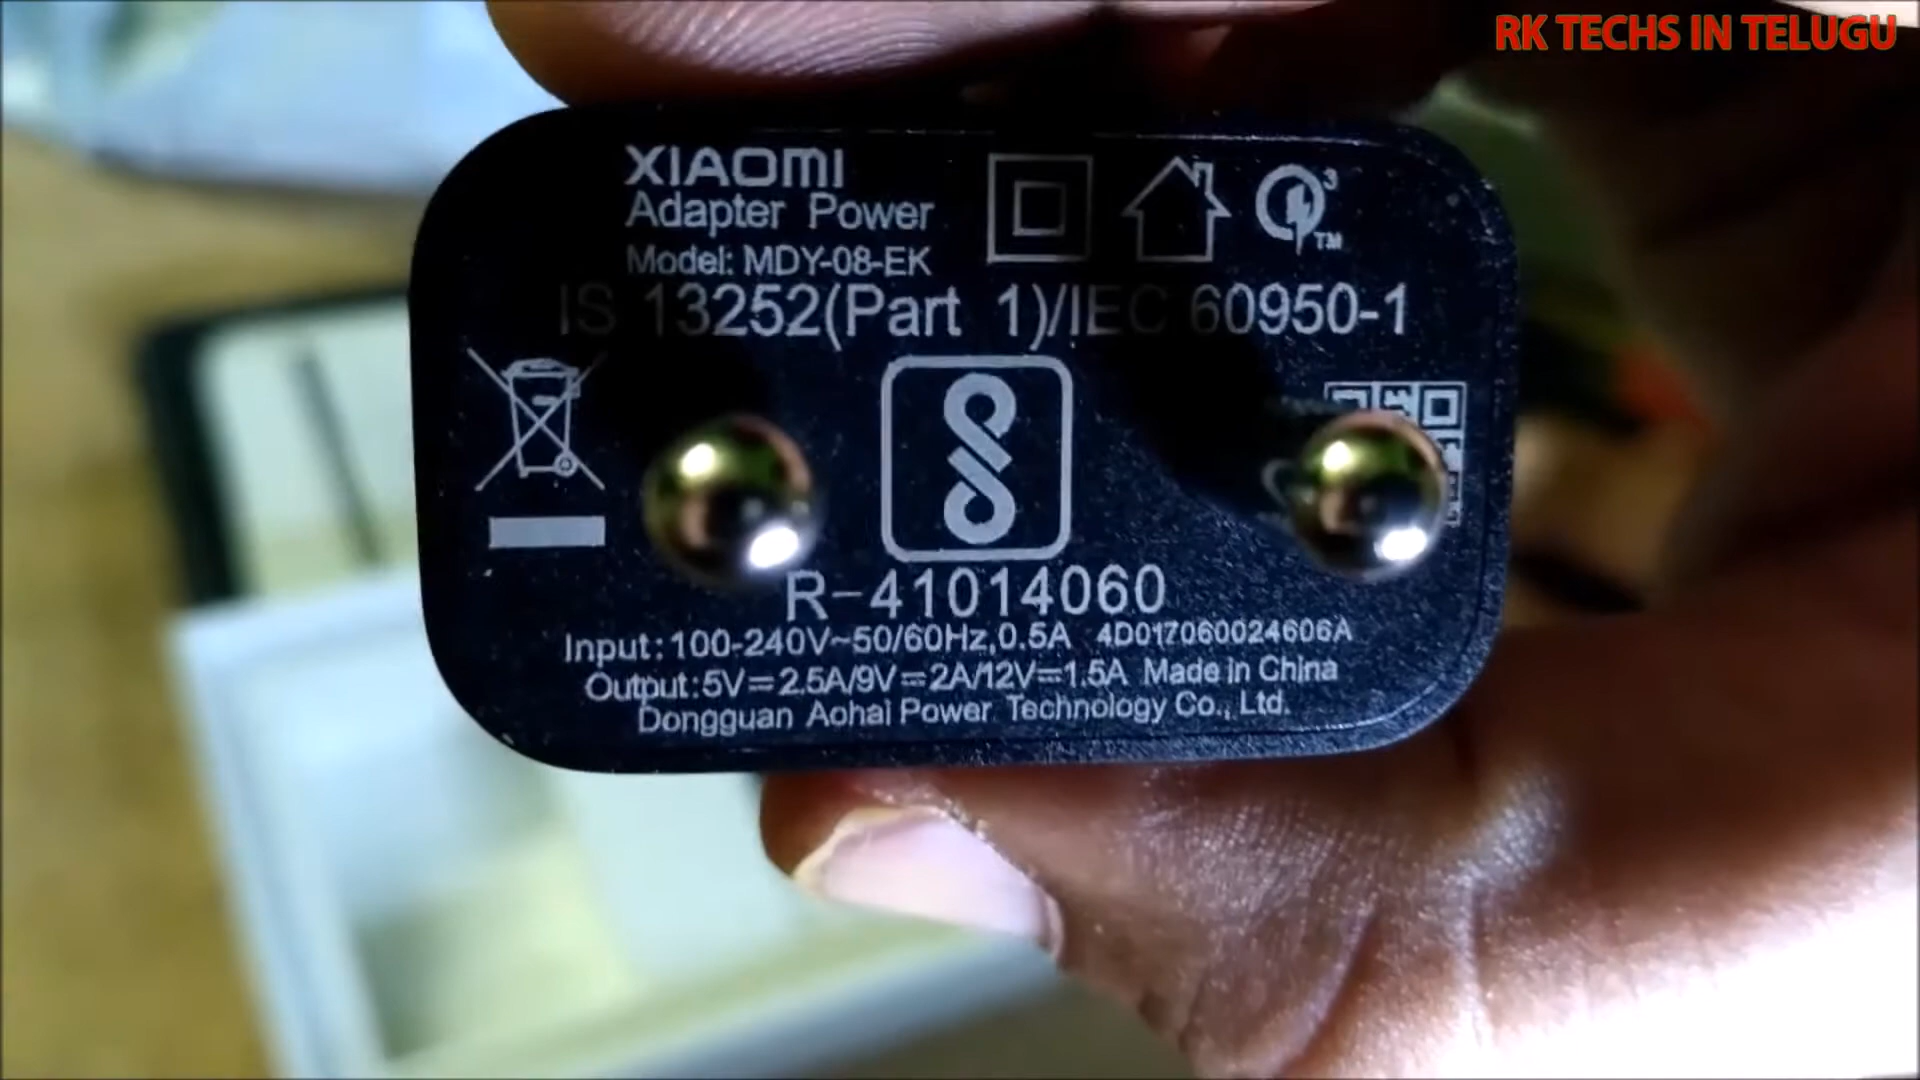 RK TECHS IN TELUGU
XIAOMI
Adapter Power
Model: MDY-08-EK
3
TM
IS 13252(Part 1)/IEC 60950-1
R-41014060
Input:100-240V~50/60Hz,0.5A 4D017060024606A
Output:5V⎓2.5A/9V⎓2A/12V⎓1.5A Made in China
Dongguan Aohai Power Technology Co., Ltd.